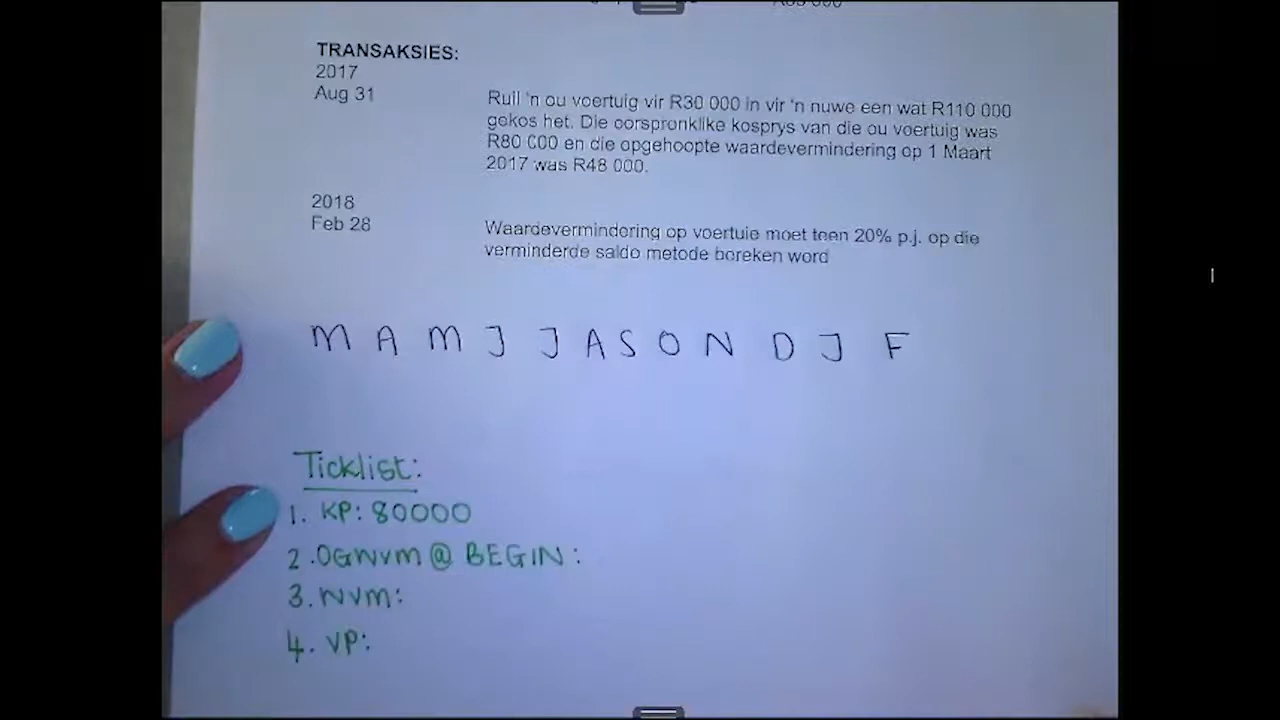 TRANSAKSIES:
2017
Aug 31
Ruil 'n ou voertuig vir R30 000 in vir 'n nuwe een wat R110 000
gekos het. Die oorspronklike kosprys van die ou voertuig was
R80 000 en die opgehoopte waardevermindering op 1 Maart
2017 was R48 000.
2018
Feb 28
Waardevermindering op voertuie moet teen 20% p.j. op die
verminderde saldo metode bereken word
M A M J J A S O N D J F
Ticklist:
1. KP: 80000
2. OGWVM @ BEGIN:
3. NVM:
4. VP: